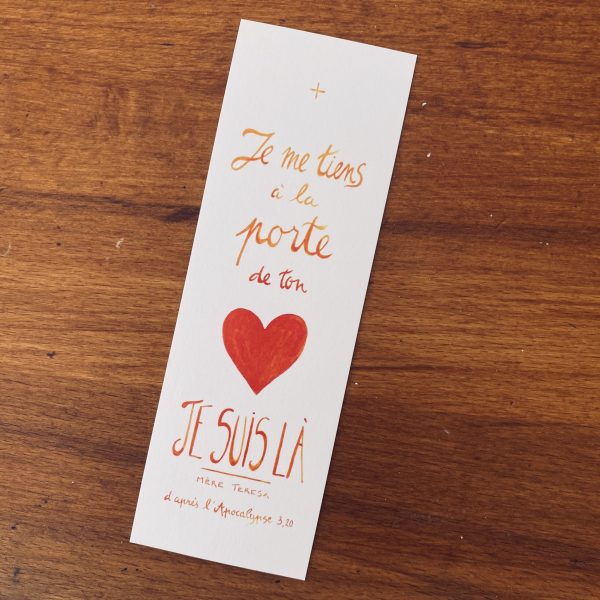 Je me tiens
à la
porte
de ton
JE SUIS LÀ
MÈRE TERESA
d'après l'Apocalypse 3,20